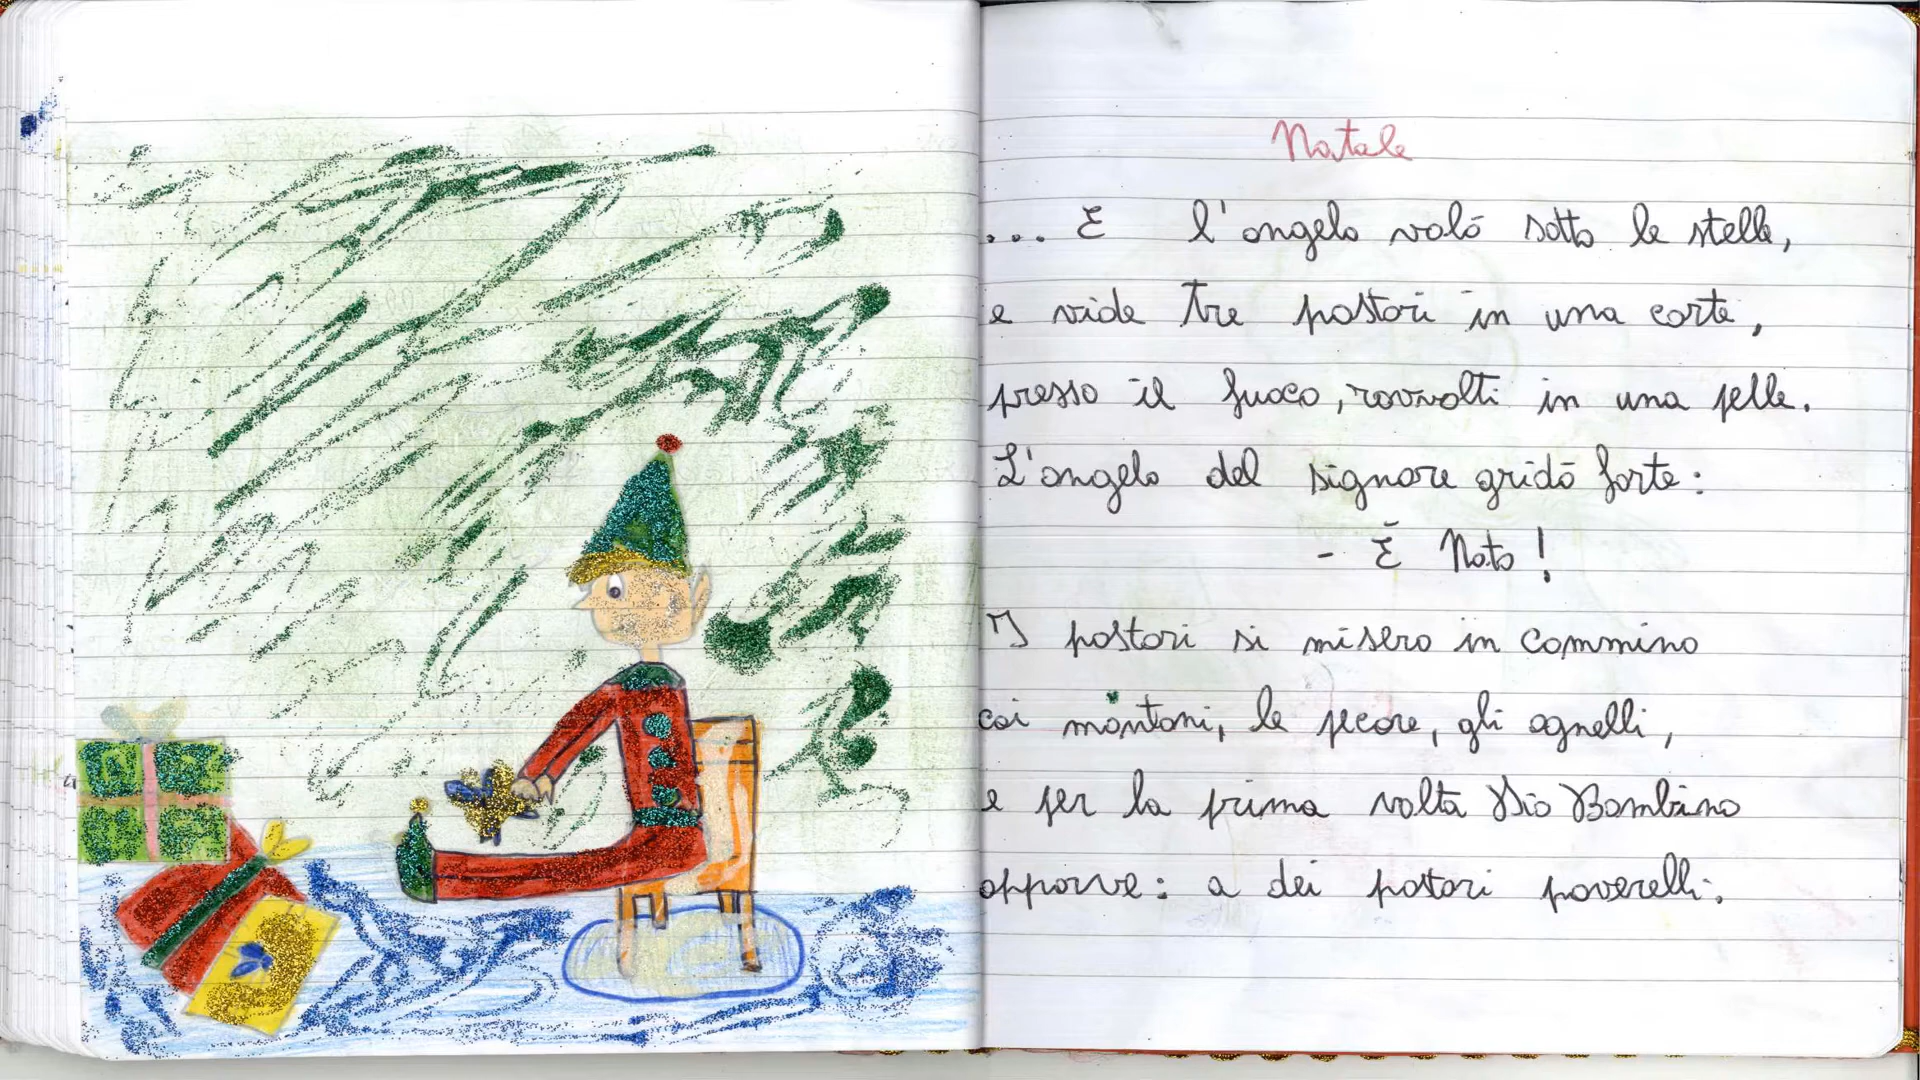 Natale
... E l'angelo volò sotto le stelle,
e vide tre pastori in una corte,
presso il fuoco, ravvolti in una pelle.
L'angelo del signore gridò forte:
- È Nato!
I pastori si misero in cammino
coi montoni, le pecore, gli agnelli,
e per la prima volta Dio Bambino
apparve: a dei pastori poverelli.